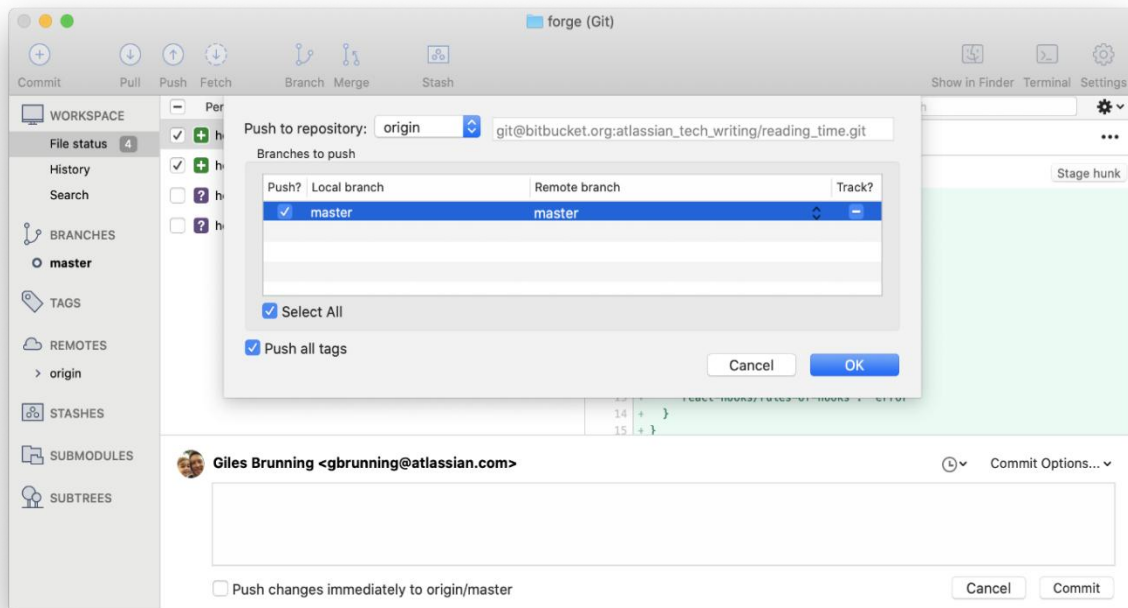 forge (Git)
Commit Pull Push Fetch Branch Merge Stash Show in Finder Terminal Settings
WORKSPACE
File status 4
History
Search
BRANCHES
master
TAGS
REMOTES
origin
STASHES
SUBMODULES
SUBTREES
Push to repository: origin git@bitbucket.org:atlassian_tech_writing/reading_time.git
Branches to push
Push? Local branch Remote branch Track?
master master
Select All
Push all tags
Cancel OK
Stage hunk
14 + }
15 + }
Giles Brunning <gbrunning@atlassian.com>
Commit Options...
Push changes immediately to origin/master
Cancel Commit